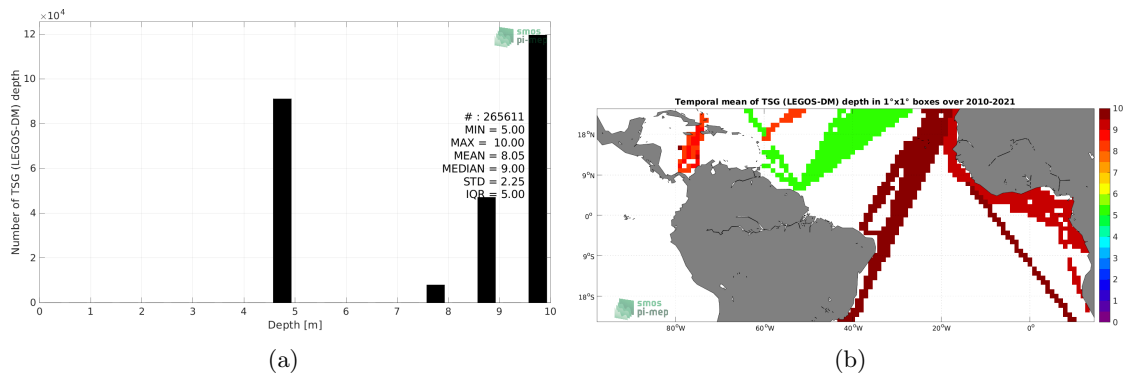 ×10⁴
12
10
8
6
4
2
0
Number of TSG (LEGOS-DM) depth
0 1 2 3 4 5 6 7 8 9 10
Depth [m]
smos
pi-mep
# : 265611
MIN = 5.00
MAX = 10.00
MEAN = 8.05
MEDIAN = 9.00
STD = 2.25
IQR = 5.00
(a)
Temporal mean of TSG (LEGOS-DM) depth in 1°x1° boxes over 2010-2021
18°N
9°N
0°
9°S
18°S
80°W 60°W 40°W 20°W 0°
smos
pi-mep
10
9
8
7
6
5
4
3
2
1
0
(b)